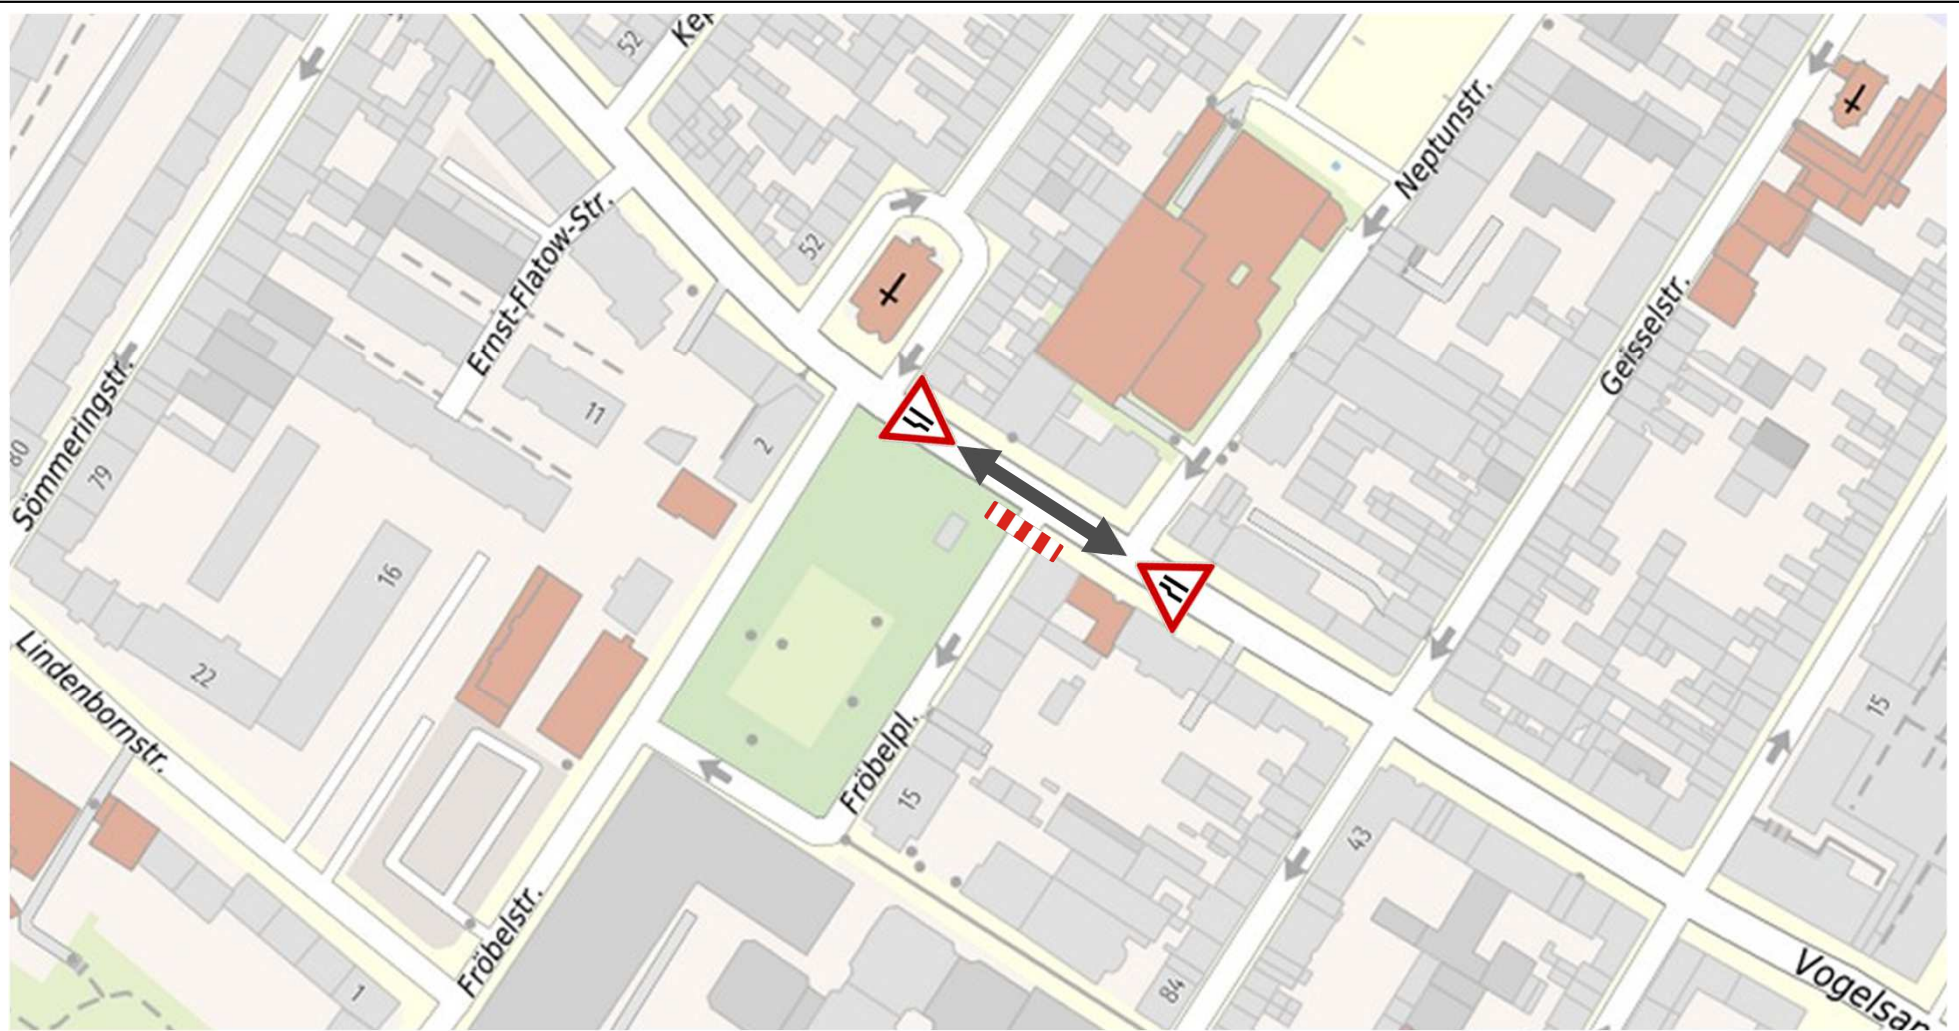 52
Kep
Neptunstr.
Ernst-Flatow-Str.
52
Geisselstr.
Sömmeringstr.
11
2
80
79
16
Lindenbornstr.
22
Fröbelpl.
15
15
43
Fröbelstr.
1
84
Vogelsan